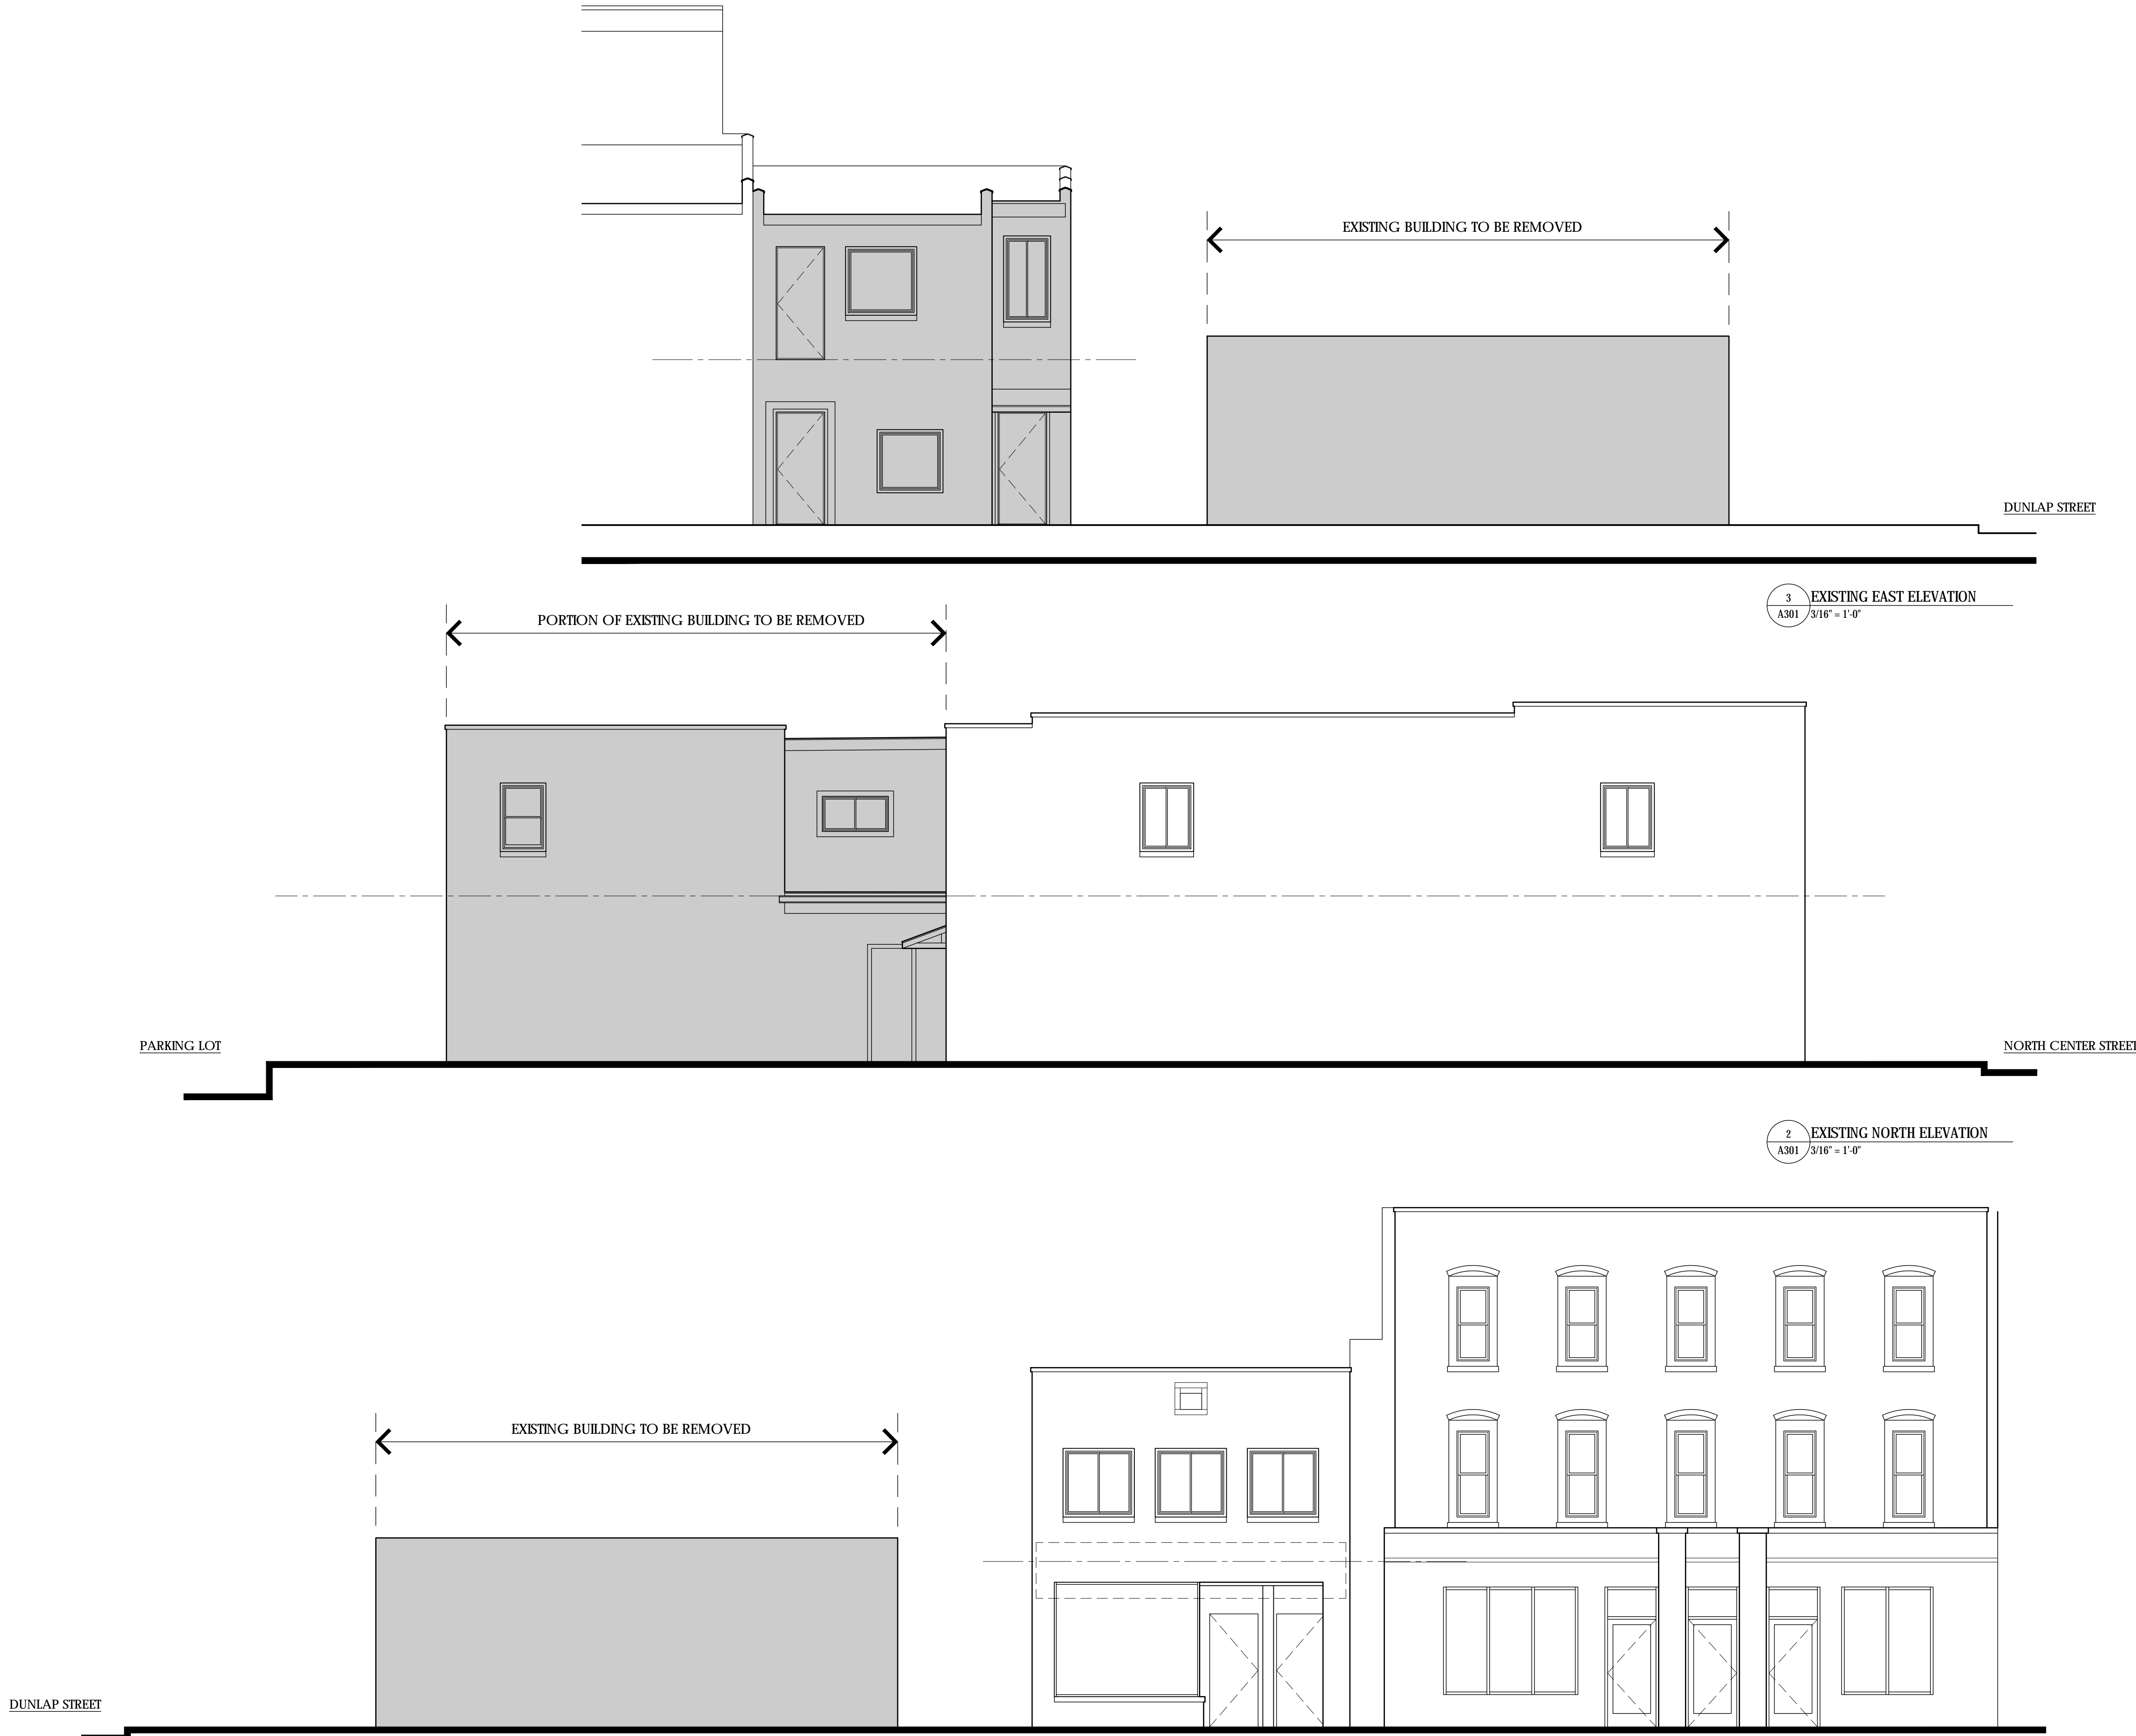 EXISTING BUILDING TO BE REMOVED
DUNLAP STREET
3
A301
EXISTING EAST ELEVATION
3/16" = 1'-0"
PORTION OF EXISTING BUILDING TO BE REMOVED
PARKING LOT
NORTH CENTER STREET
2
A301
EXISTING NORTH ELEVATION
3/16" = 1'-0"
EXISTING BUILDING TO BE REMOVED
DUNLAP STREET